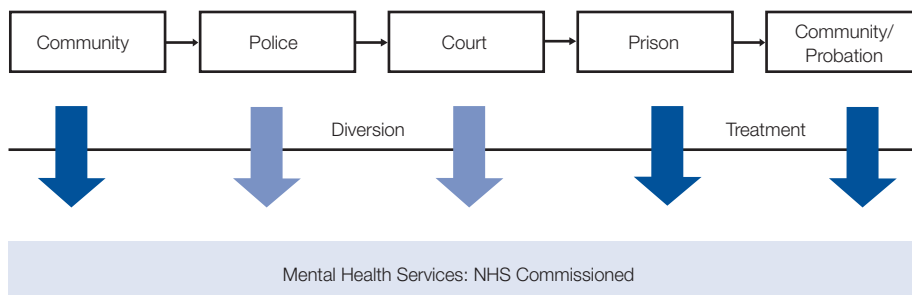 Community
Police
Court
Prison
Community/
Probation
Diversion
Treatment
Mental Health Services: NHS Commissioned